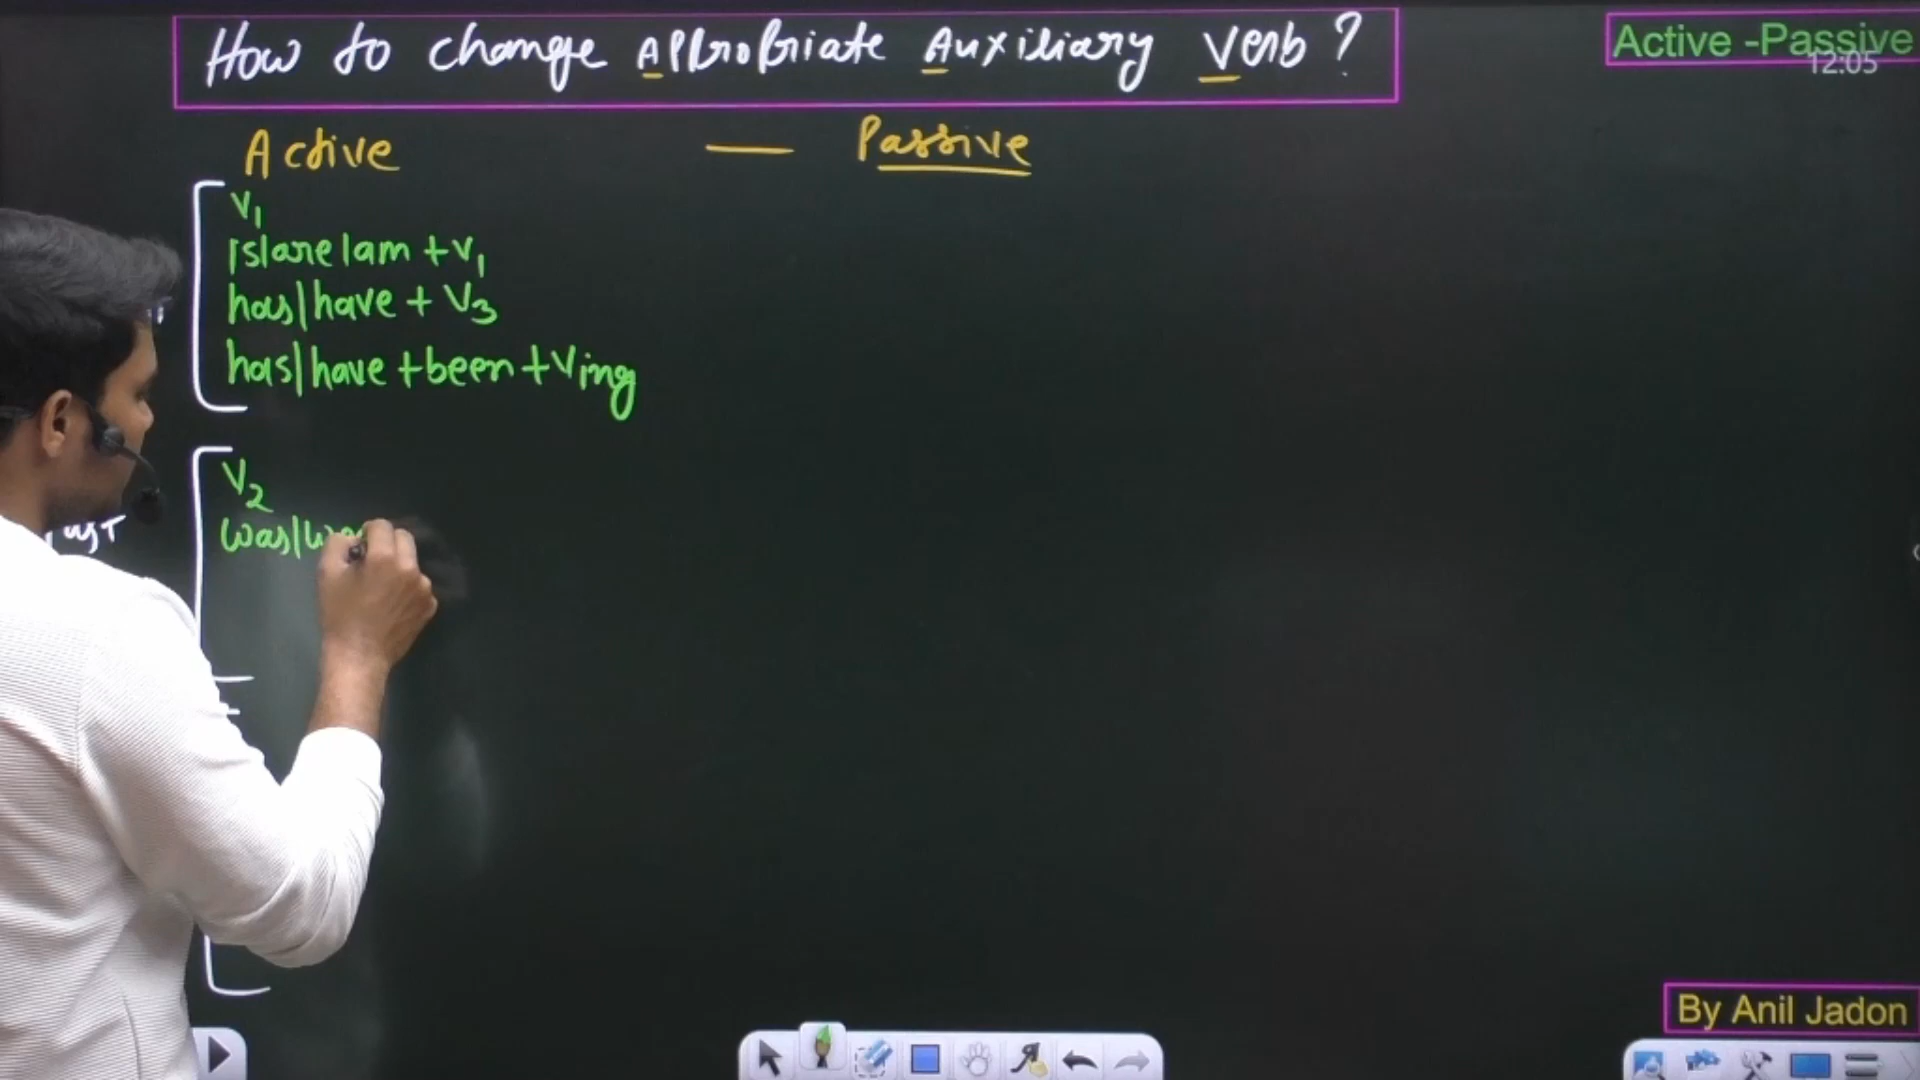 How to change Appropriate Auxiliary Verb ?
Active -Passive
12:05
Active — Passive
V1
is/are/am + V1
has/have + V3
has/have + been + Ving
V2
was/
By Anil Jadon